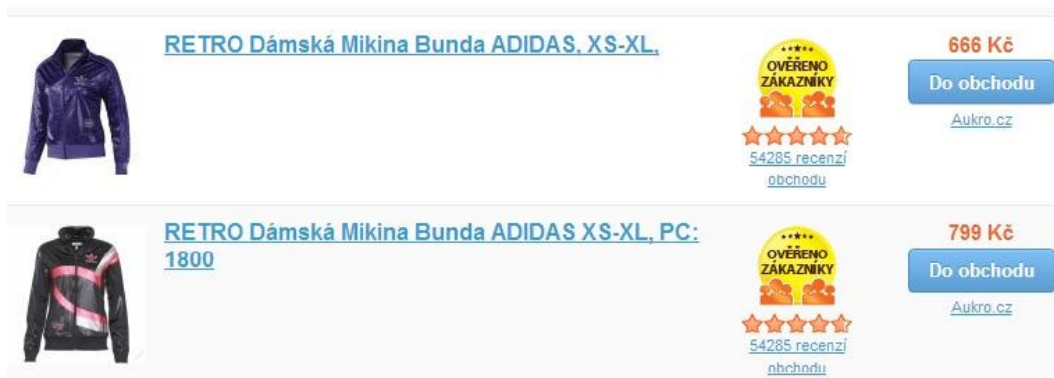 RETRO Dámská Mikina Bunda ADIDAS, XS-XL,
OVĚŘENO
ZÁKAZNÍKY
54285 recenzí
obchodu
666 Kč
Do obchodu
Aukro.cz
RETRO Dámská Mikina Bunda ADIDAS XS-XL, PC:
1800
OVĚŘENO
ZÁKAZNÍKY
54285 recenzí
obchodu
799 Kč
Do obchodu
Aukro.cz